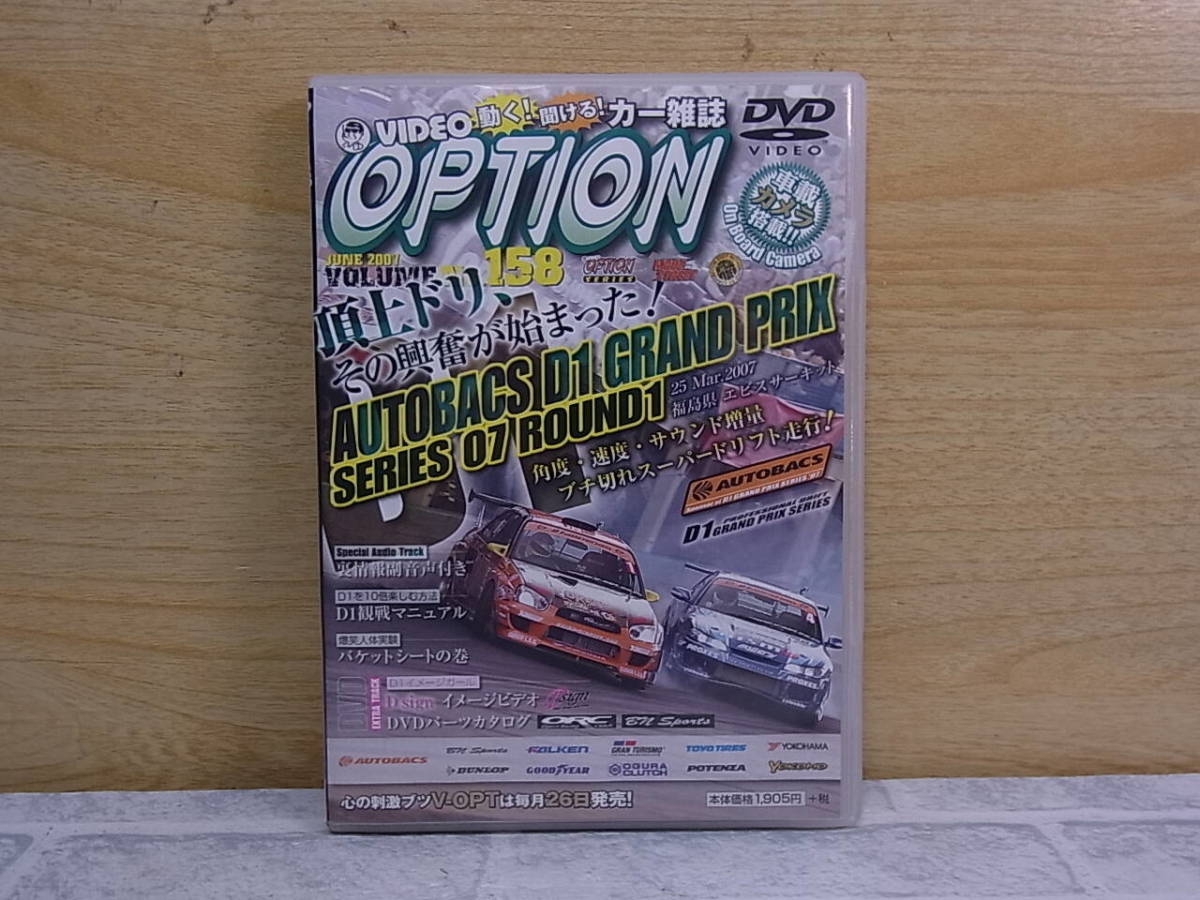 VIDEO 動く! 聞ける! カー雑誌
OPTION
DVD
VIDEO
車載
カメラ
搭載!!
On Board Camera
JUNE 2007
VOLUME 158
OPTION
SERIES
頂上ドリ、
その興奮が始まった!
AUTOBACS D1 GRAND PRIX
SERIES 07 ROUND1
25 Mar.2007
福島県 エビスサーキット
角度・速度・サウンド増量
ブチ切れスーパードリフト走行!
AUTOBACS
PROFESSIONAL DRIFT
D1 GRAND PRIX SERIES
Special Audio Track
裏情報副音声付き
D1を10倍楽しむ方法
D1観戦マニュアル
爆笑人体実験
バケットシートの巻
DVD
EXTRA TRACK
D1イメージガール
D'sign イメージビデオ
DVDパーツカタログ ORC BN Sports
AUTOBACS
BN Sports FALKEN GRAN TURISMO TOYO TIRES YOKOHAMA
DUNLOP GOODYEAR OGURA CLUTCH POTENZA YOKOMO
心の刺激ブツV-OPTは毎月26日発売!
本体価格1,905円 +税